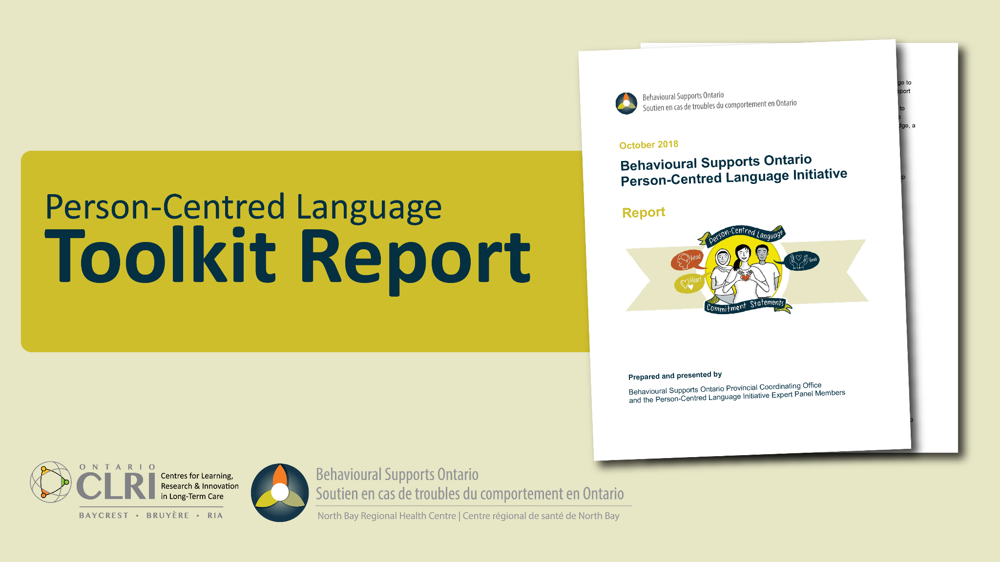 Person-Centred Language
Toolkit Report
Behavioural Supports Ontario
Soutien en cas de troubles du comportement en Ontario
October 2018
Behavioural Supports Ontario
Person-Centred Language Initiative
Report
Person-Centred Language
Head
Heart
Hands
Commitment Statements
Prepared and presented by
Behavioural Supports Ontario Provincial Coordinating Office
and the Person-Centred Language Initiative Expert Panel Members
to
to
a
3
ONTARIO
CLRI
Centres for Learning,
Research & Innovation
in Long-Term Care
BAYCREST • BRUYÈRE • RIA
Behavioural Supports Ontario
Soutien en cas de troubles du comportement en Ontario
North Bay Regional Health Centre | Centre régional de santé de North Bay